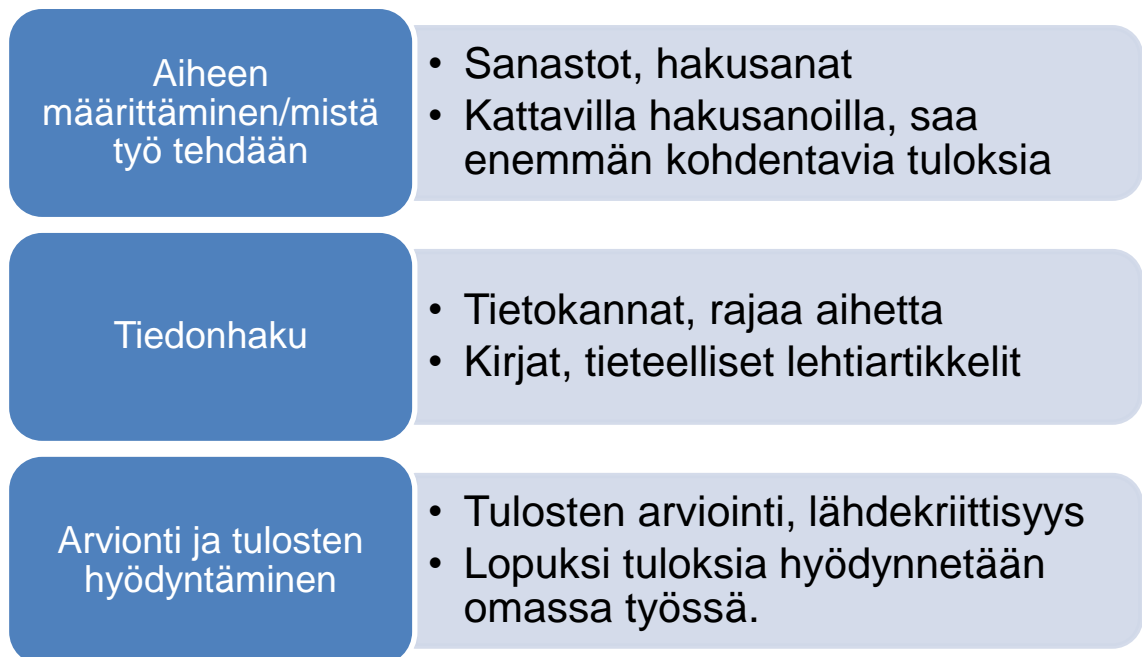 Aiheen
määrittäminen/mistä
työ tehdään
• Sanastot, hakusanat
• Kattavilla hakusanoilla, saa
enemmän kohdentavia tuloksia
Tiedonhaku
• Tietokannat, rajaa aihetta
• Kirjat, tieteelliset lehtiartikkelit
Arvionti ja tulosten
hyödyntäminen
• Tulosten arviointi, lähdekriittisyys
• Lopuksi tuloksia hyödynnetään
omassa työssä.